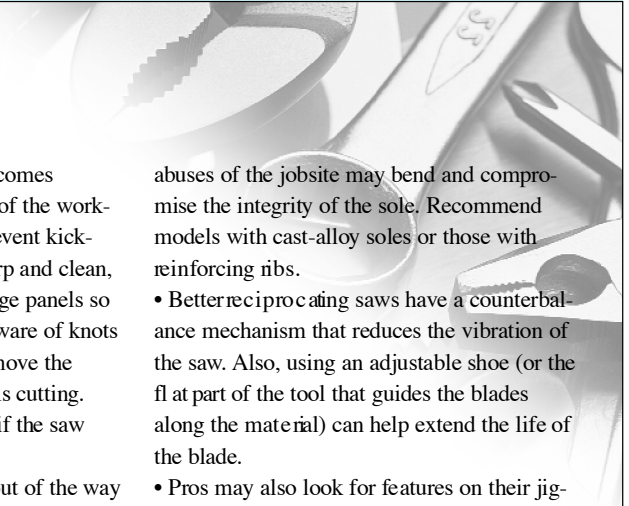 comes
of the work-
event kick-
rp and clean,
ge panels so
ware of knots
move the
is cutting.
if the saw
out of the way
abuses of the jobsite may bend and compro-
mise the integrity of the sole. Recommend
models with cast-alloy soles or those with
reinforcing ribs.
• Better reciprocating saws have a counterbal-
ance mechanism that reduces the vibration of
the saw. Also, using an adjustable shoe (or the
flat part of the tool that guides the blades
along the material) can help extend the life of
the blade.
• Pros may also look for features on their jig-